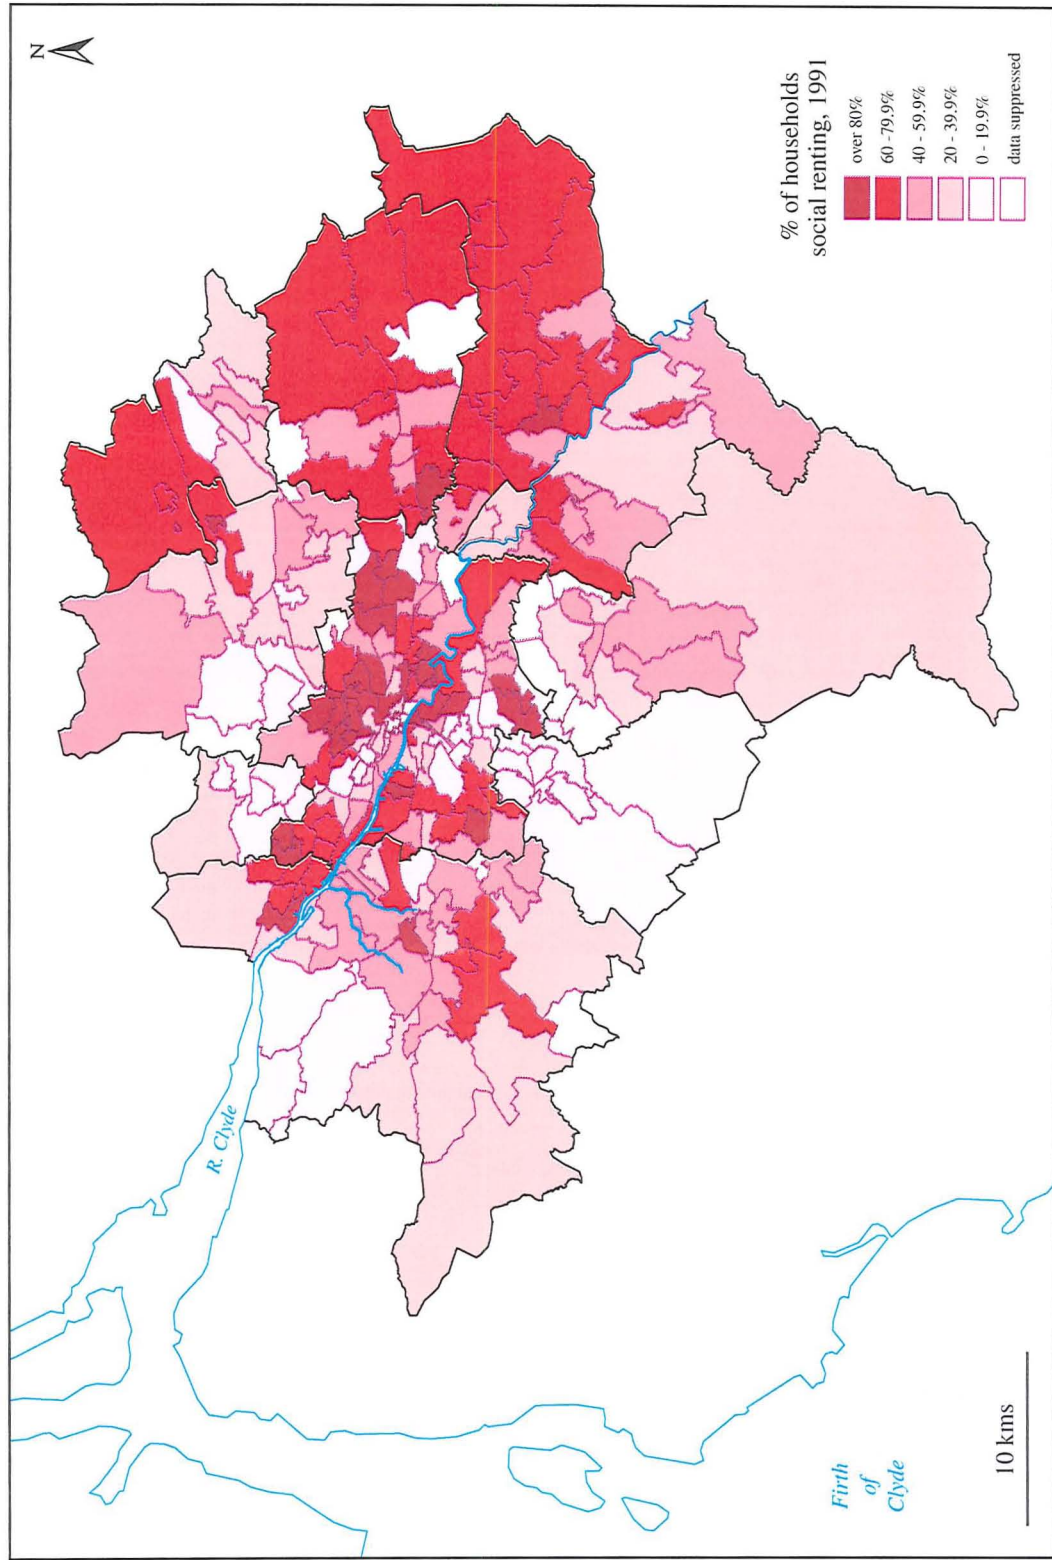 N
% of households
social renting, 1991
over 80%
60 -79.9%
40 - 59.9%
20 - 39.9%
0 - 19.9%
data suppressed
R. Clyde
Firth
of
Clyde
10 kms